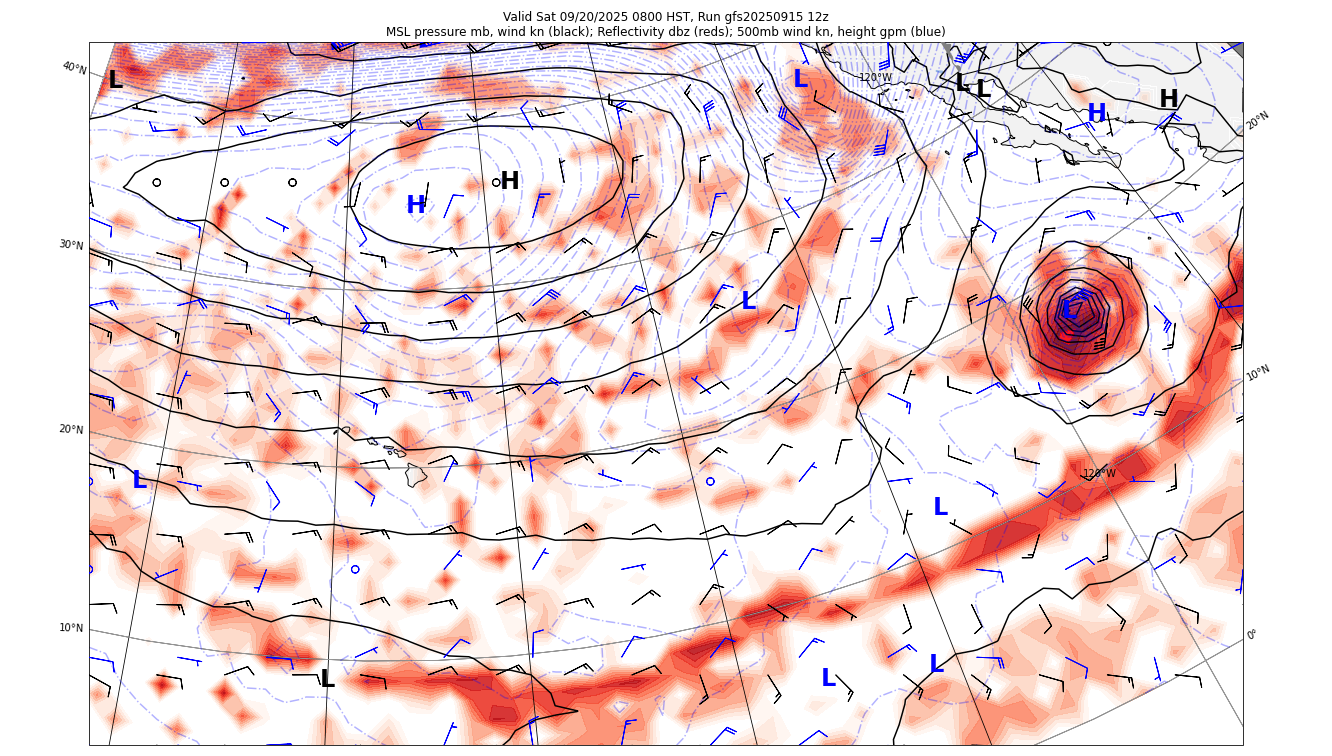 Valid Sat 09/20/2025 0800 HST, Run gfs20250915 12z
MSL pressure mb, wind kn (black); Reflectivity dbz (reds); 500mb wind kn, height gpm (blue)
40°N
L
L
120°W
L
L
H
H
20°N
H
H
30°N
L
L
10°N
20°N
L
120°W
L
10°N
0°
L
L
L